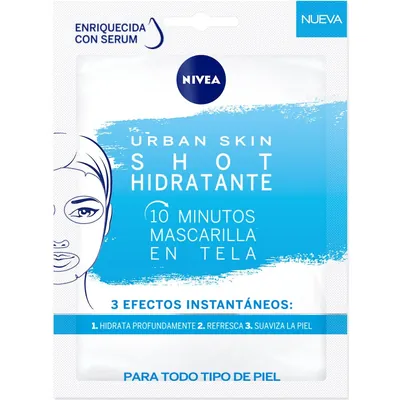 ENRIQUECIDA
CON SERUM
NUEVA
NIVEA
URBAN SKIN
SHOT
HIDRATANTE
10 MINUTOS
MASCARILLA
EN TELA
3 EFECTOS INSTANTÁNEOS:
1. HIDRATA PROFUNDAMENTE 2. REFRESCA 3. SUAVIZA LA PIEL
PARA TODO TIPO DE PIEL